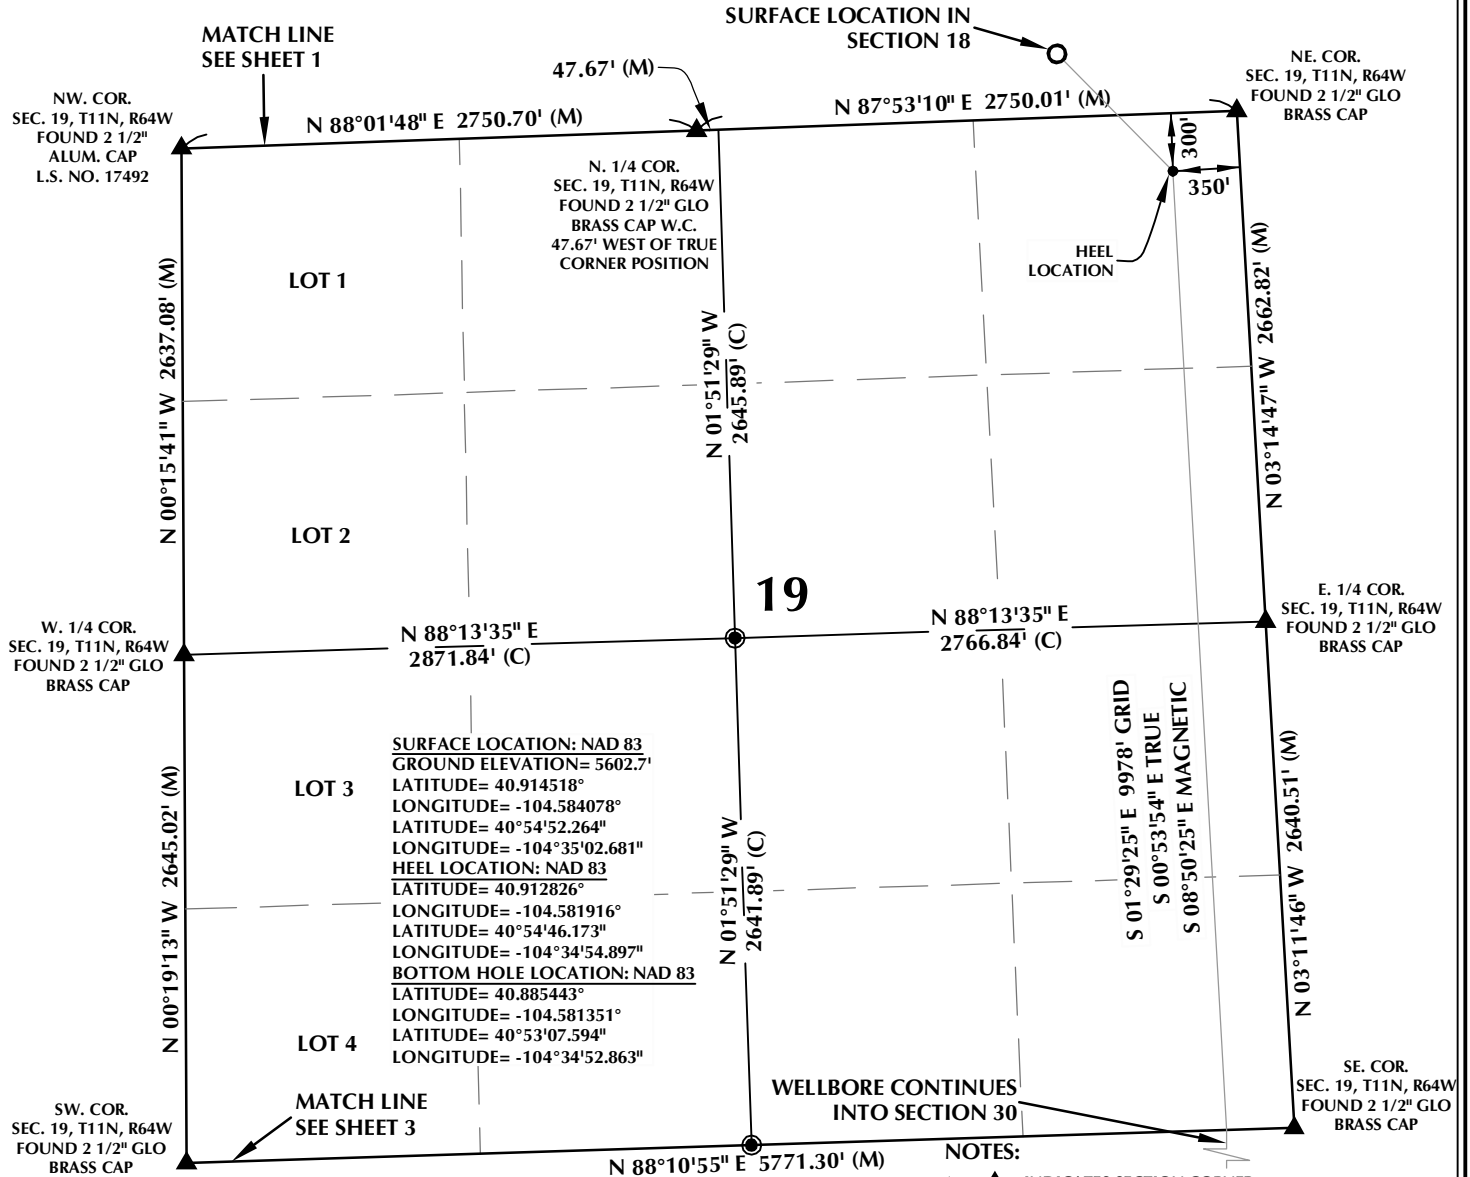 SURFACE LOCATION IN
SECTION 18
MATCH LINE
SEE SHEET 1
47.67' (M)
NE. COR.
SEC. 19, T11N, R64W
FOUND 2 1/2" GLO
BRASS CAP
NW. COR.
SEC. 19, T11N, R64W
FOUND 2 1/2"
ALUM. CAP
L.S. NO. 17492
N 88°01'48" E 2750.70' (M)
N 87°53'10" E 2750.01' (M)
300'
350'
N. 1/4 COR.
SEC. 19, T11N, R64W
FOUND 2 1/2" GLO
BRASS CAP W.C.
47.67' WEST OF TRUE
CORNER POSITION
HEEL
LOCATION
LOT 1
N 00°15'41" W 2637.08' (M)
N 01°51'29" W
2645.89' (C)
N 03°14'47" W 2662.82' (M)
LOT 2
19
W. 1/4 COR.
SEC. 19, T11N, R64W
FOUND 2 1/2" GLO
BRASS CAP
N 88°13'35" E
2871.84' (C)
N 88°13'35" E
2766.84' (C)
E. 1/4 COR.
SEC. 19, T11N, R64W
FOUND 2 1/2" GLO
BRASS CAP
LOT 3
SURFACE LOCATION: NAD 83
GROUND ELEVATION= 5602.7'
LATITUDE= 40.914518°
LONGITUDE= -104.584078°
LATITUDE= 40°54'52.264"
LONGITUDE= -104°35'02.681"
HEEL LOCATION: NAD 83
LATITUDE= 40.912826°
LONGITUDE= -104.581916°
LATITUDE= 40°54'46.173"
LONGITUDE= -104°34'54.897"
BOTTOM HOLE LOCATION: NAD 83
LATITUDE= 40.885443°
LONGITUDE= -104.581351°
LATITUDE= 40°53'07.594"
LONGITUDE= -104°34'52.863"
N 00°19'13" W 2645.02' (M)
N 01°51'29" W
2641.89' (C)
S 01°29'25" E 9978' GRID
S 00°53'54" E TRUE
S 08°50'25" E MAGNETIC
N 03°11'46" W 2640.51' (M)
LOT 4
MATCH LINE
SEE SHEET 3
WELLBORE CONTINUES
INTO SECTION 30
SW. COR.
SEC. 19, T11N, R64W
FOUND 2 1/2" GLO
BRASS CAP
SE. COR.
SEC. 19, T11N, R64W
FOUND 2 1/2" GLO
BRASS CAP
N 88°10'55" E 5771.30' (M)
NOTES:
INDICATES SECTION CORNER